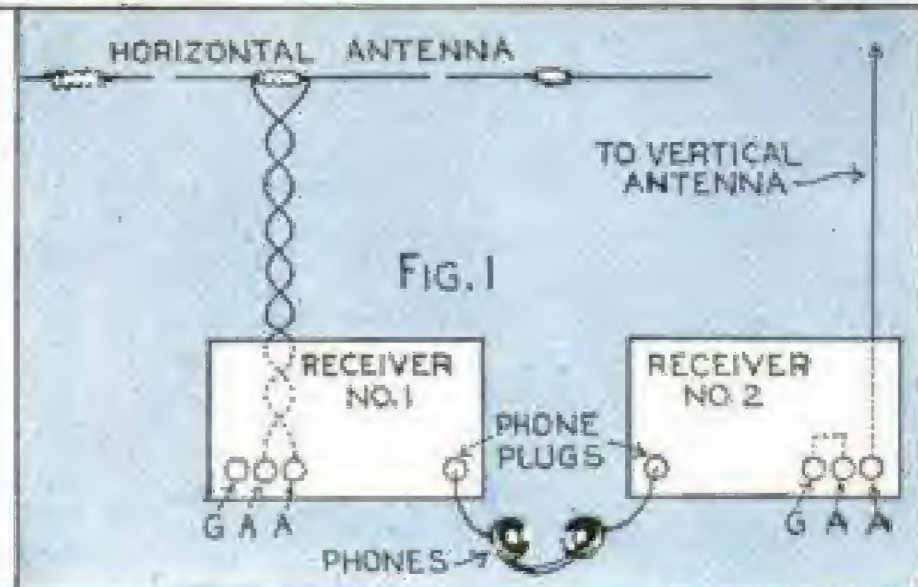 HORIZONTAL ANTENNA
TO VERTICAL
ANTENNA
FIG. 1
RECEIVER
NO. 1
RECEIVER
NO. 2
PHONE
PLUGS
G A A
G A A
PHONES